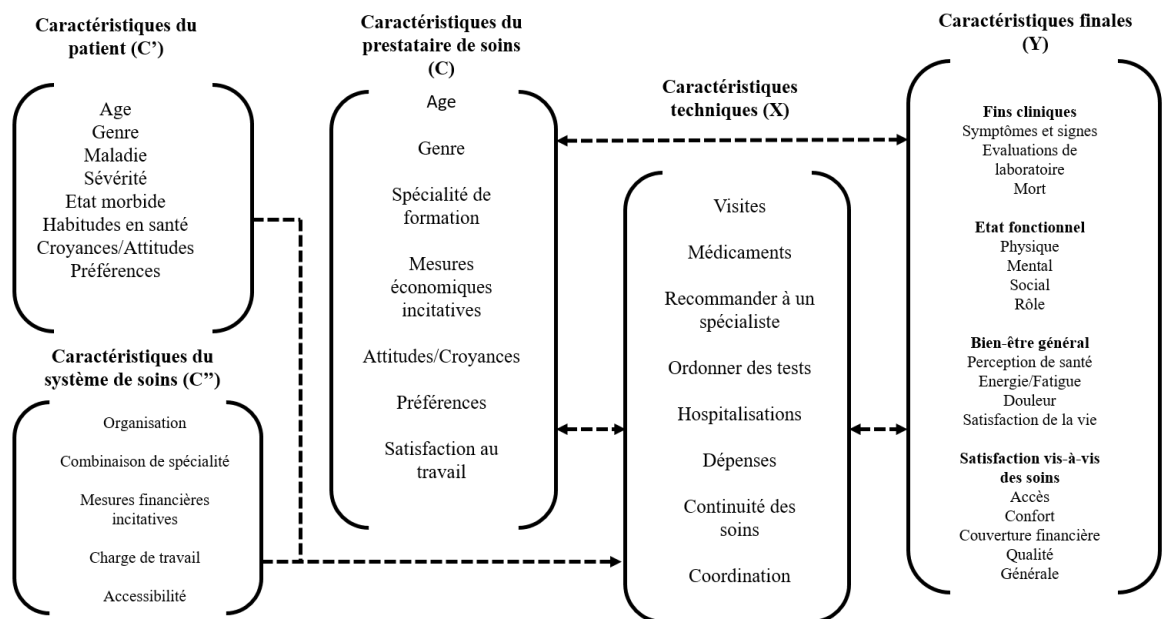 Caractéristiques du
patient (C’)
Age
Genre
Maladie
Sévérité
Etat morbide
Habitudes en santé
Croyances/Attitudes
Préférences
Caractéristiques du
système de soins (C’’)
Organisation
Combinaison de spécialité
Mesures financières
incitatives
Charge de travail
Accessibilité
Caractéristiques du
prestataire de soins
(C)
Age
Genre
Spécialité de
formation
Mesures
économiques
incitatives
Attitudes/Croyances
Préférences
Satisfaction au
travail
Caractéristiques
techniques (X)
Visites
Médicaments
Recommander à un
spécialiste
Ordonner des tests
Hospitalisations
Dépenses
Continuité des
soins
Coordination
Caractéristiques finales
(Y)
Fins cliniques
Symptômes et signes
Evaluations de
laboratoire
Mort
Etat fonctionnel
Physique
Mental
Social
Rôle
Bien-être général
Perception de santé
Energie/Fatigue
Douleur
Satisfaction de la vie
Satisfaction vis-à-vis
des soins
Accès
Confort
Couverture financière
Qualité
Générale